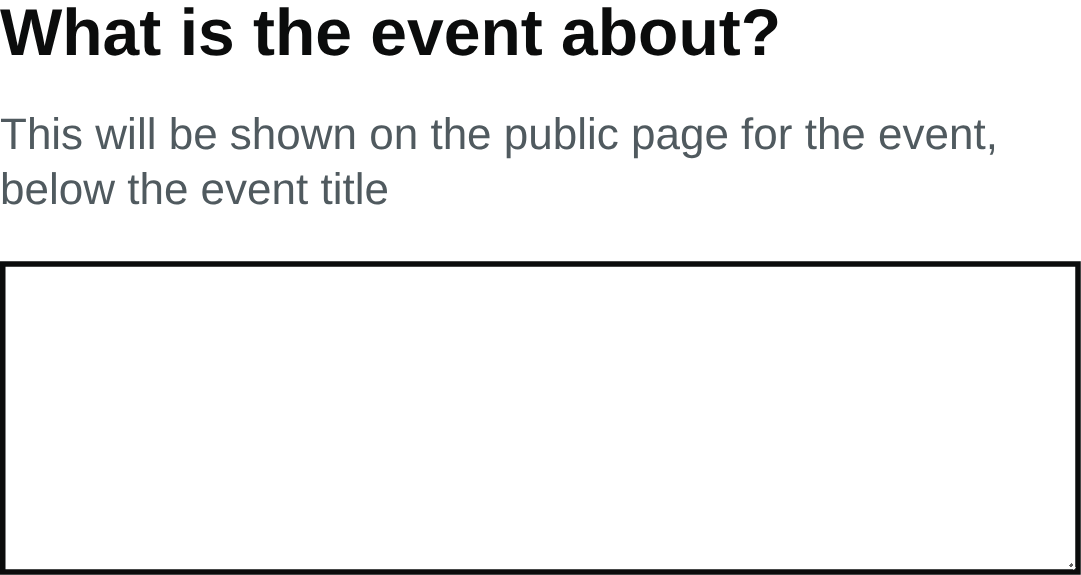 What is the event about?
This will be shown on the public page for the event,
below the event title